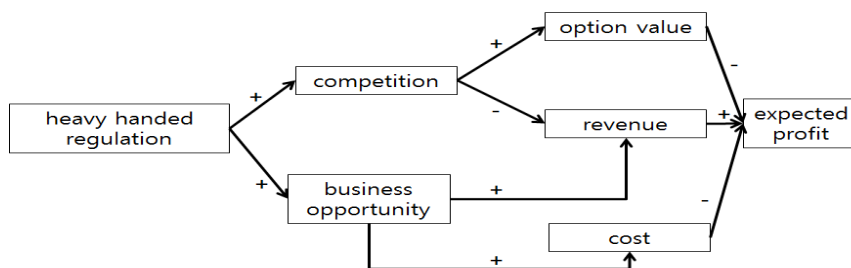 option value
+
-
competition
+
heavy handed
regulation
-
revenue
+
expected
profit
+
business
opportunity
+
-
cost
+